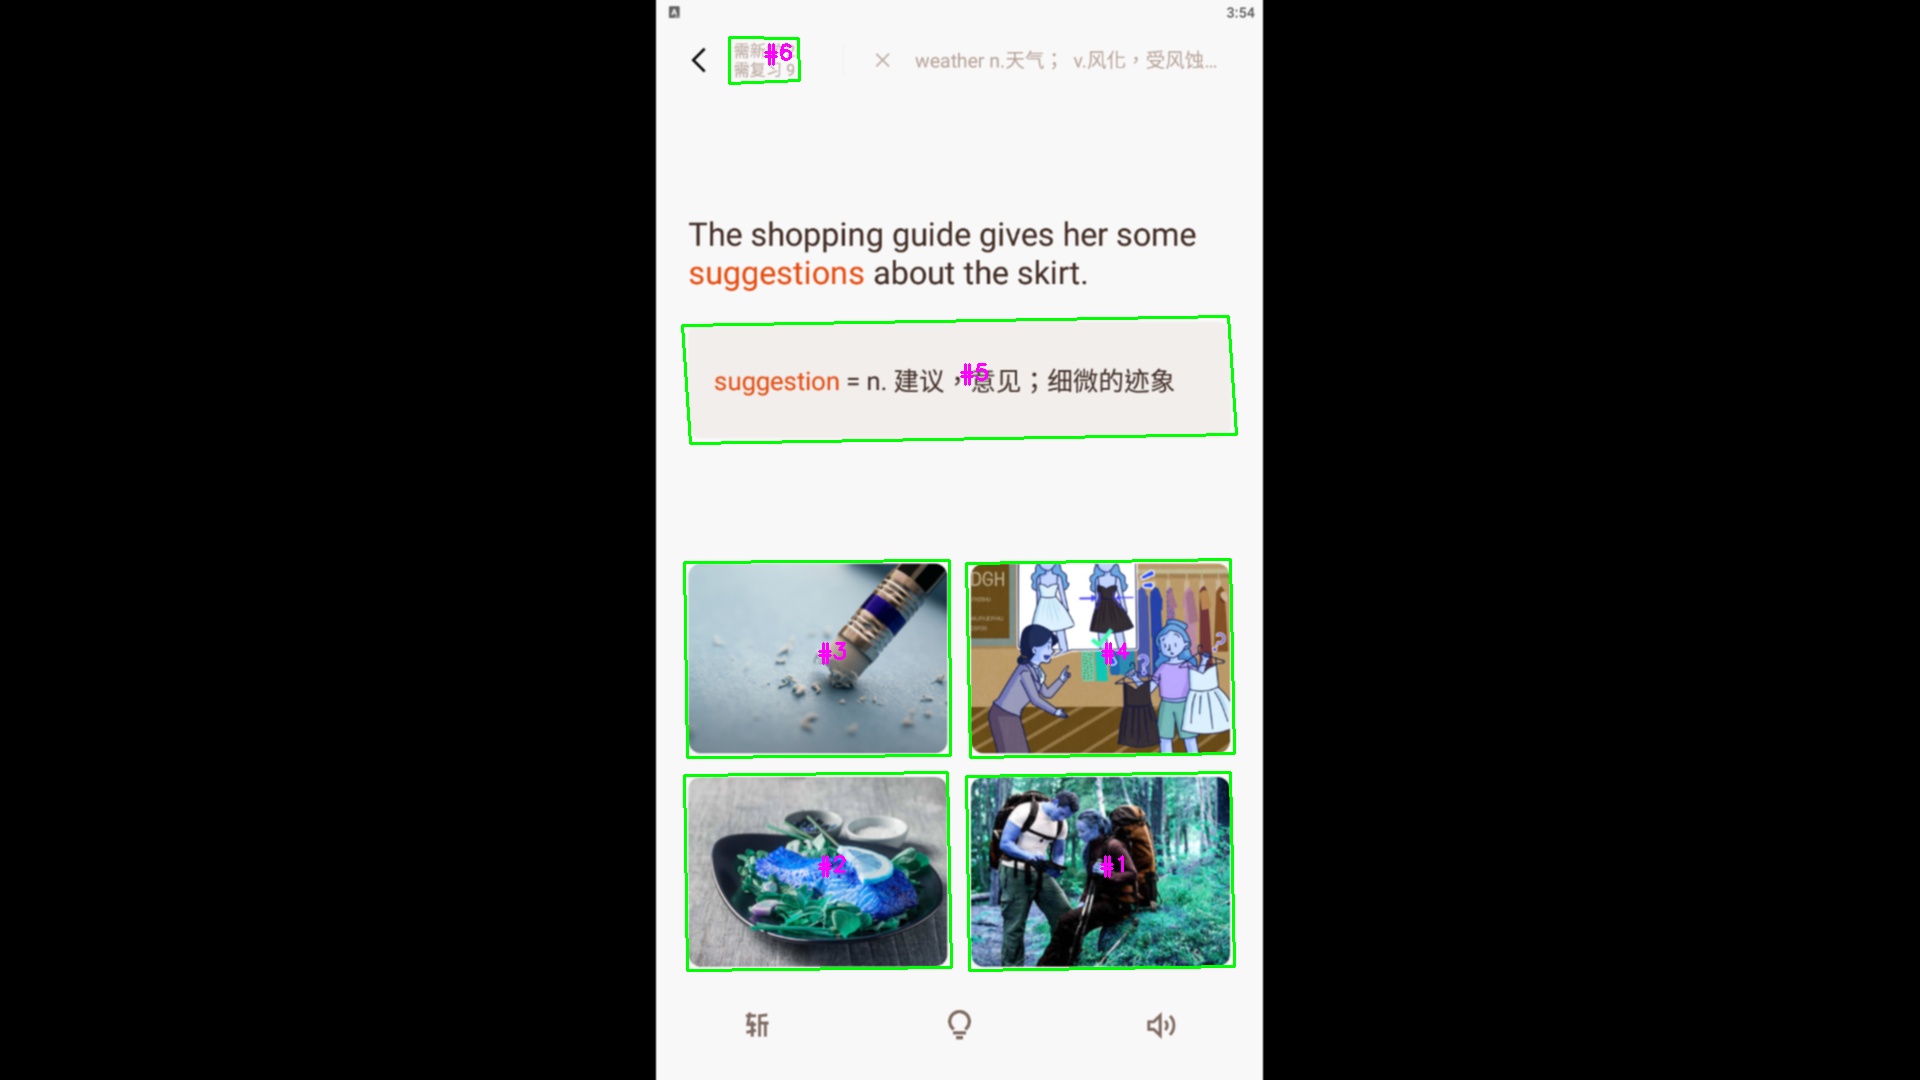 3:54
需新
#6
需复习 9
weather n.天气； v.风化，受风蚀...
The shopping guide gives her some
suggestions about the skirt.
suggestion = n. 建议，意见；细微的迹象
#5
DGH
#3
#4
?
?
#2
#1
斩